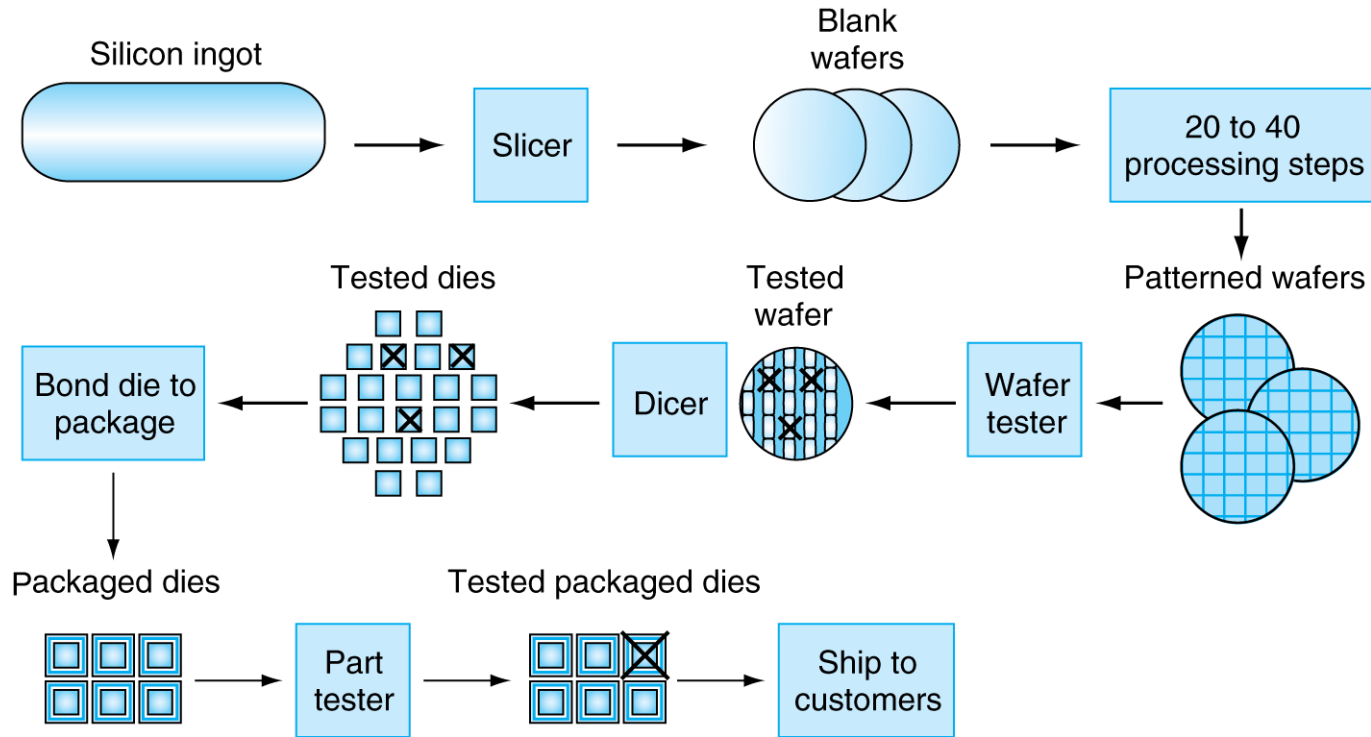 Silicon ingot
Slicer
Blank
wafers
20 to 40
processing steps
Tested dies
Tested
wafer
Patterned wafers
Bond die to
package
Dicer
Wafer
tester
Packaged dies
Tested packaged dies
Part
tester
Ship to
customers